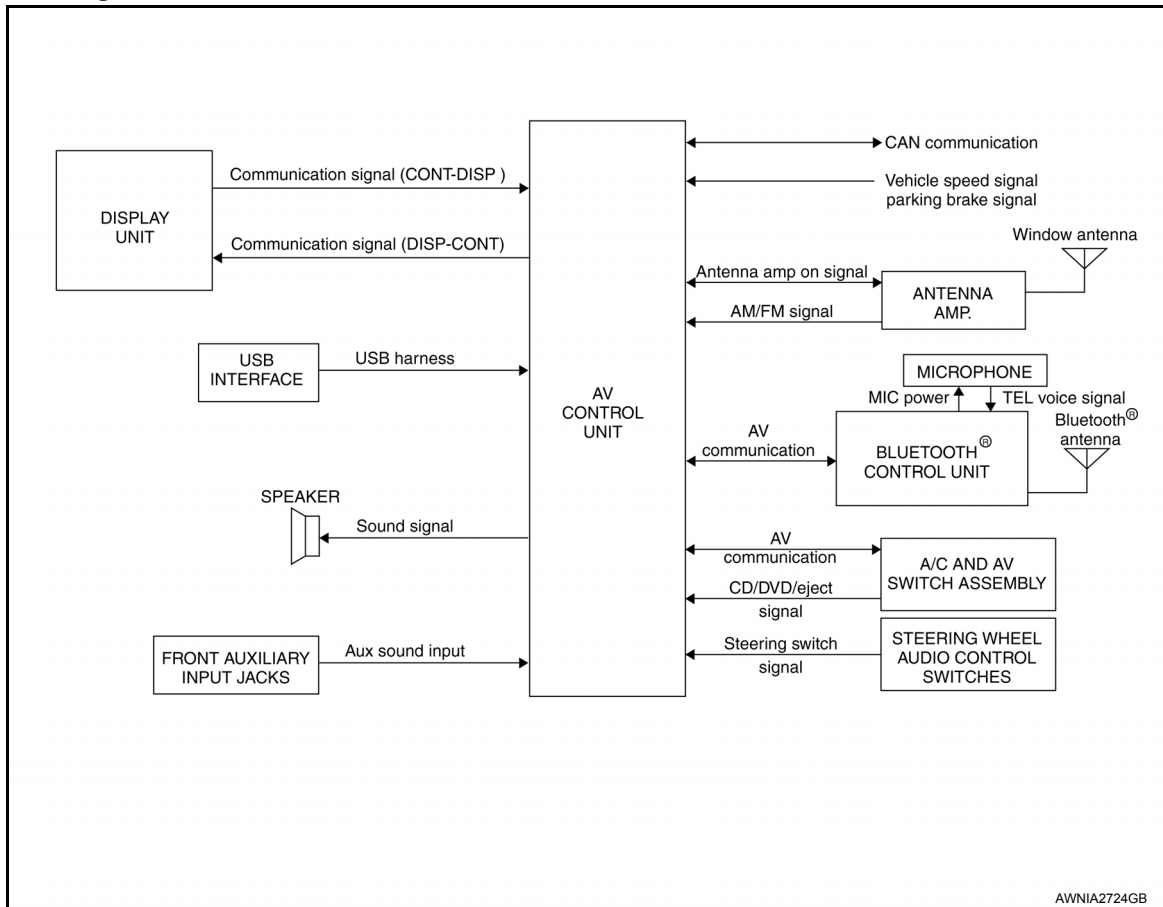 CAN communication
Communication signal (CONT-DISP )
Vehicle speed signal
parking brake signal
DISPLAY
UNIT
Communication signal (DISP-CONT)
Window antenna
Antenna amp on signal
ANTENNA
AMP.
AM/FM signal
USB
INTERFACE
USB harness
AV
CONTROL
UNIT
MICROPHONE
MIC power
TEL voice signal
Bluetooth®
antenna
AV
communication
BLUETOOTH®
CONTROL UNIT
SPEAKER
Sound signal
AV
communication
A/C AND AV
SWITCH ASSEMBLY
CD/DVD/eject
signal
FRONT AUXILIARY
INPUT JACKS
Aux sound input
Steering switch
signal
STEERING WHEEL
AUDIO CONTROL
SWITCHES
AWNIA2724GB